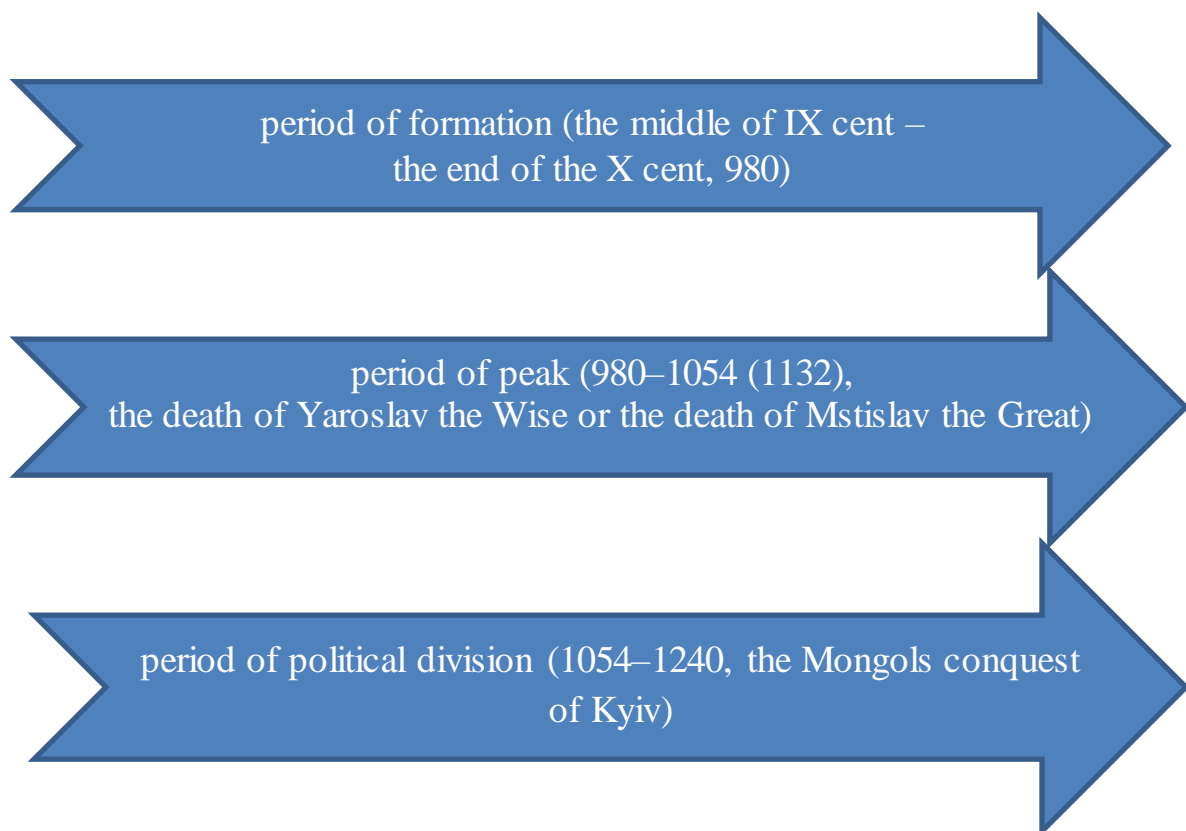 period of formation (the middle of IX cent –
the end of the X cent, 980)
period of peak (980–1054 (1132),
the death of Yaroslav the Wise or the death of Mstislav the Great)
period of political division (1054–1240, the Mongols conquest
of Kyiv)